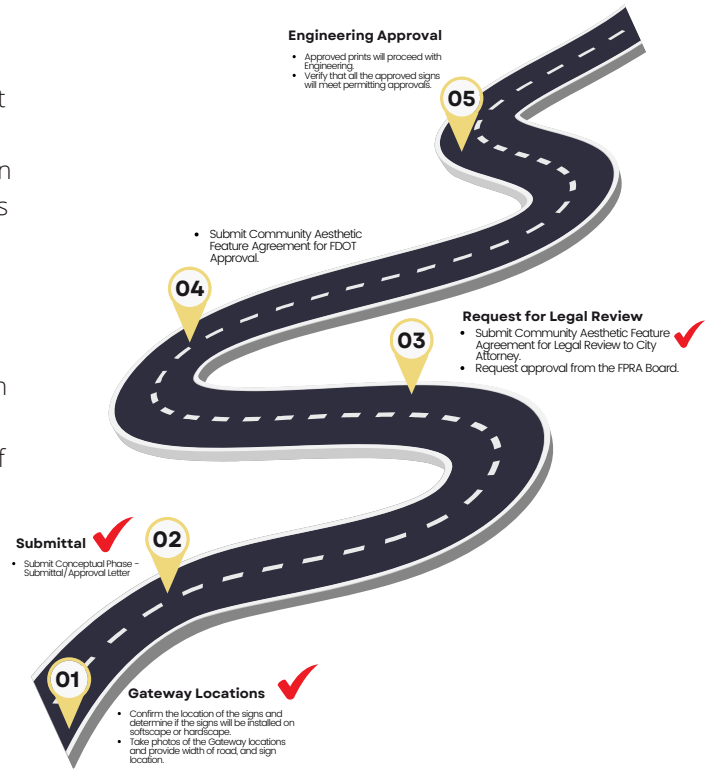 Engineering Approval
• Approved prints will proceed with
Engineering.
• Verify that all the approved signs
will meet permitting approvals.
05
t
n
s
• Submit Community Aesthetic
Feature Agreement for FDOT
Approval.
04
Request for Legal Review
• Submit Community Aesthetic Feature
Agreement for Legal Review to City
Attorney.
• Request approval from the FPRA Board.
03
n
f
Submittal
• Submit Conceptual Phase -
Submittal/Approval Letter
02
01
Gateway Locations
• Confirm the location of the signs and
determine if the signs will be installed on
softscape or hardscape.
• Take photos of the Gateway locations
and provide width of road, and sign
location.